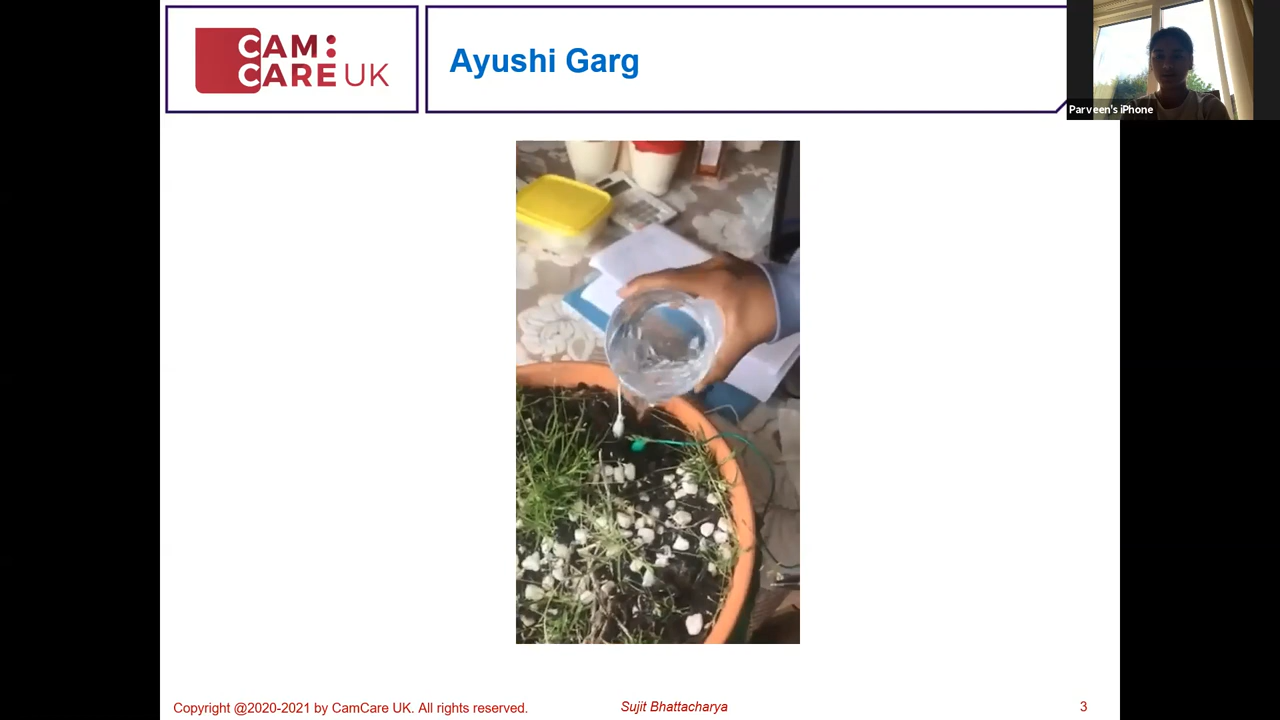 CAM:
CARE UK
Ayushi Garg
Parveen's iPhone
Copyright @2020-2021 by CamCare UK. All rights reserved.
Sujit Bhattacharya
3